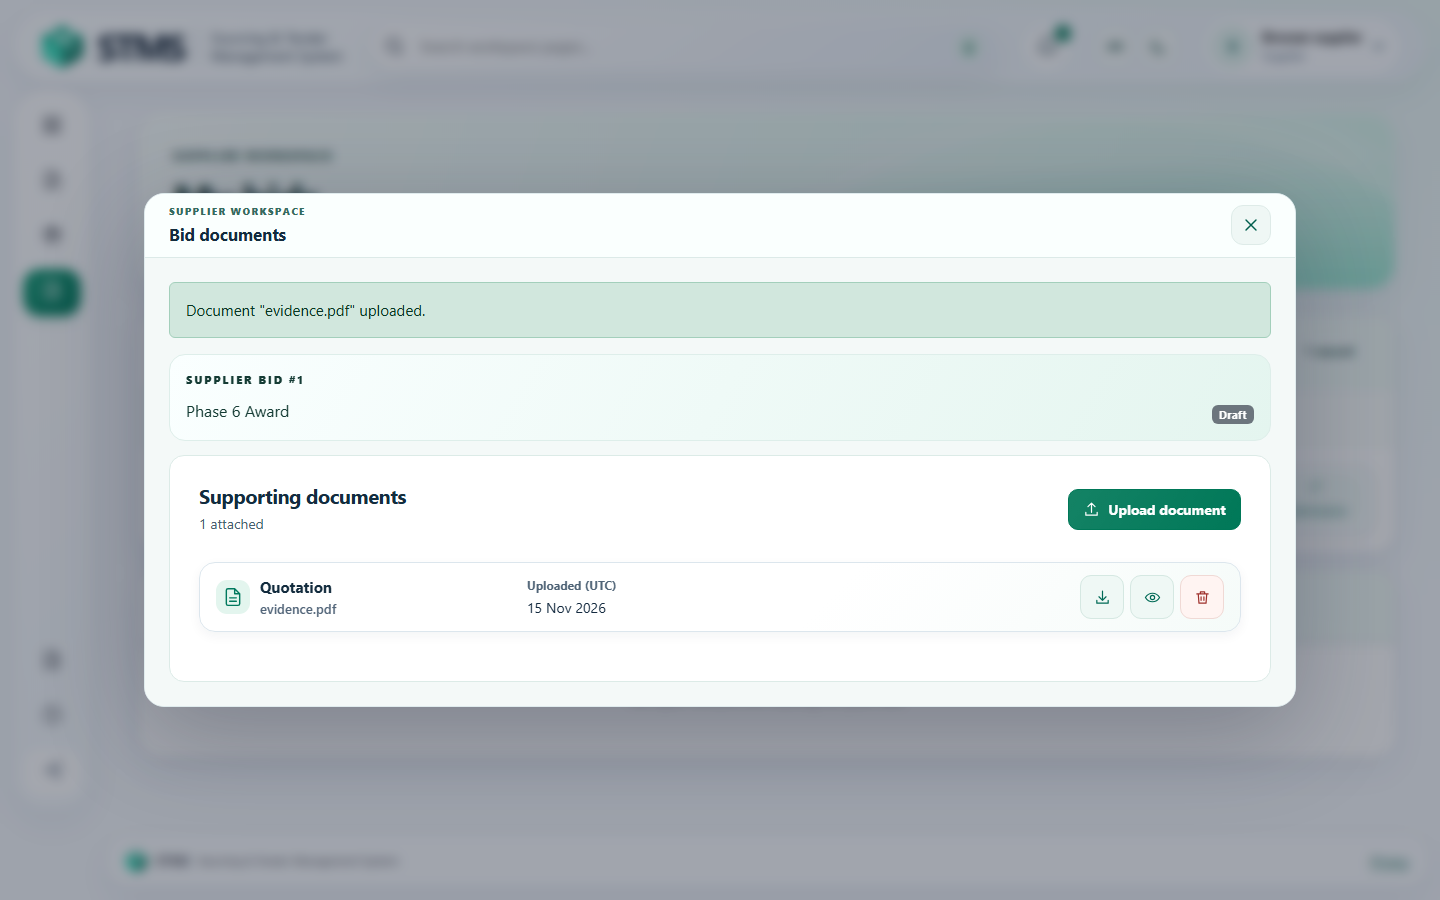 STMS
SUPPLIER WORKSPACE
Bid documents
Document "evidence.pdf" uploaded.
SUPPLIER BID #1
Phase 6 Award
Draft
Supporting documents
1 attached
Upload document
Quotation
evidence.pdf
Uploaded (UTC)
15 Nov 2026